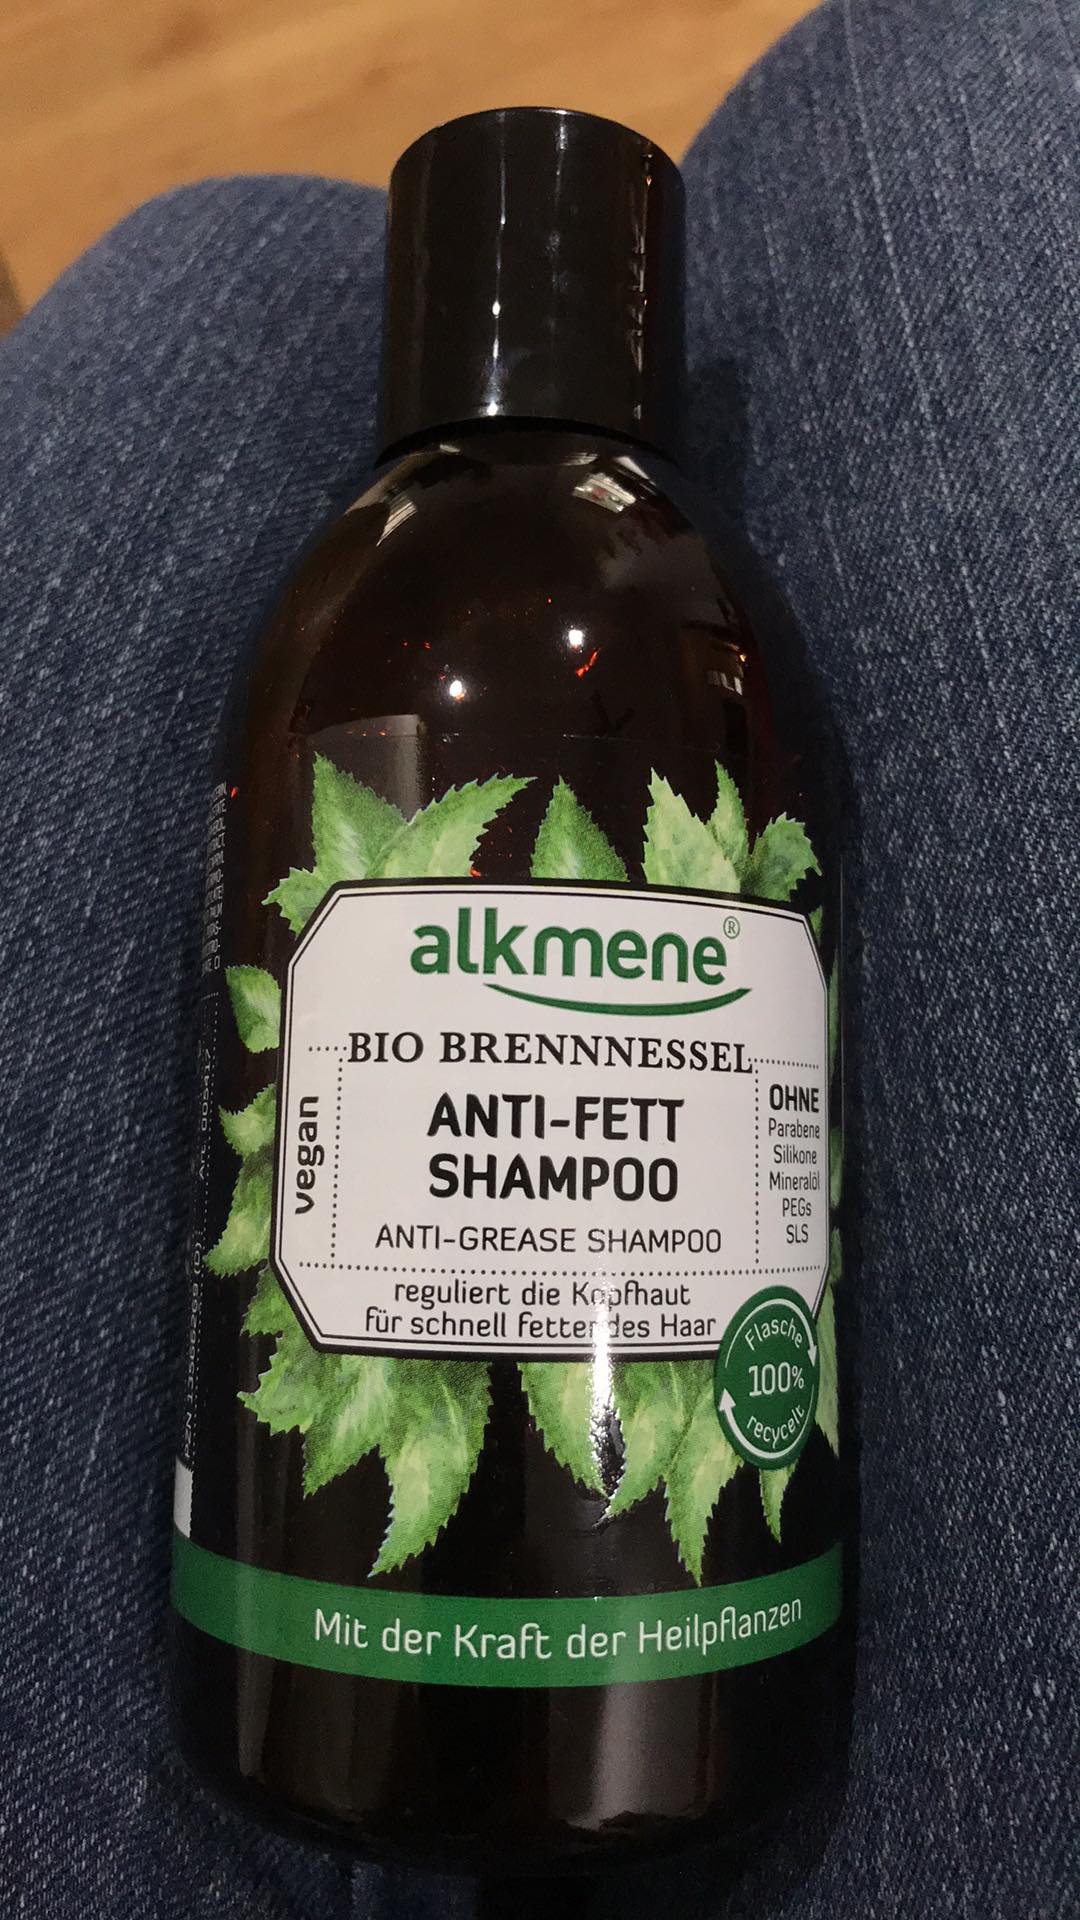 alkmene®
BIO BRENNNESSEL
ANTI-FETT
SHAMPOO
ANTI-GREASE SHAMPOO
vegan
OHNE
Parabene
Silikone
Mineralöl
PEGs
SLS
reguliert die Kopfhaut
für schnell fettendes Haar
Flasche
100%
recycelt
Mit der Kraft der Heilpflanzen